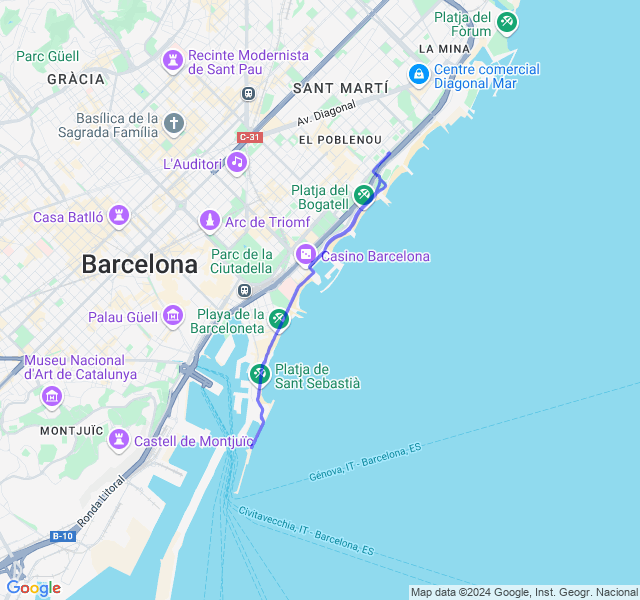 Platja del
Fòrum
LA MINA
Parc Güell
Recinte Modernista
de Sant Pau
GRÀCIA
Centre comercial
Diagonal Mar
SANT MARTÍ
Av. Diagonal
Basílica de la
Sagrada Família
C-31
EL POBLENOU
L'Auditori
Platja del
Bogatell
Casa Batlló
Arc de Triomf
Parc de la
Ciutadella
Casino Barcelona
Barcelona
Palau Güell
Playa de la
Barceloneta
Museu Nacional
d'Art de Catalunya
Platja de
Sant Sebastià
MONTJUÏC
Castell de Montjuïc
Génova, IT - Barcelona, ES
Ronda Litoral
Civitavecchia, IT - Barcelona, ES
B-10
Google
Map data ©2024 Google, Inst. Geogr. Nacional